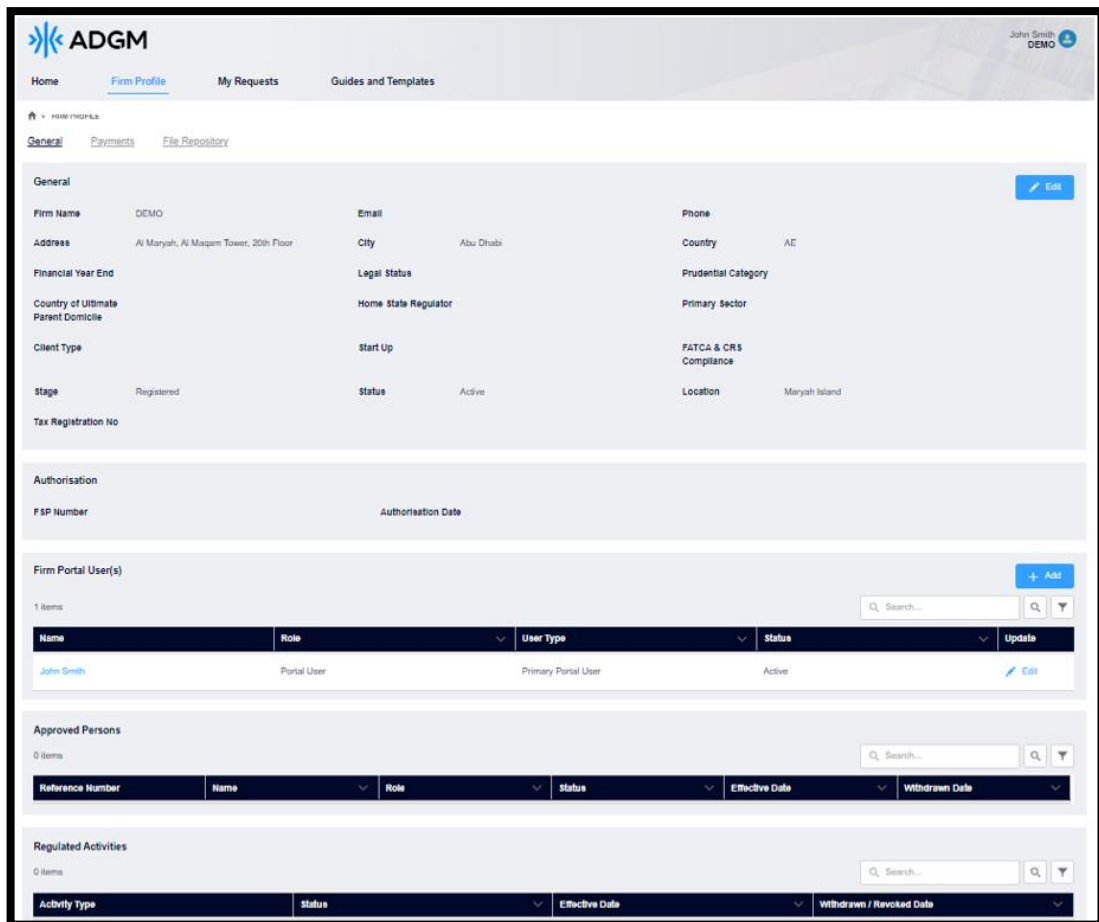 ADGM
John Smith
DEMO
Home Firm Profile My Requests Guides and Templates
> FIRM PROFILE
General Payments File Repository
General
Edit
Firm Name DEMO Email Phone
Address Al Maryah, Al Maqam Tower, 20th Floor City Abu Dhabi Country AE
Financial Year End Legal Status Prudential Category
Country of Ultimate Home State Regulator Primary Sector
Parent Domicile
Client Type Start Up FATCA & CRS
Compliance
Stage Registered Status Active Location Maryah Island
Tax Registration No
Authorisation
FSP Number Authorisation Date
Firm Portal User(s)
+ Add
1 items Search...
Name Role User Type Status Update
John Smith Portal User Primary Portal User Active Edit
Approved Persons
0 items Search...
Reference Number Name Role Status Effective Date Withdrawn Date
Regulated Activities
0 items Search...
Activity Type Status Effective Date Withdrawn / Revoked Date